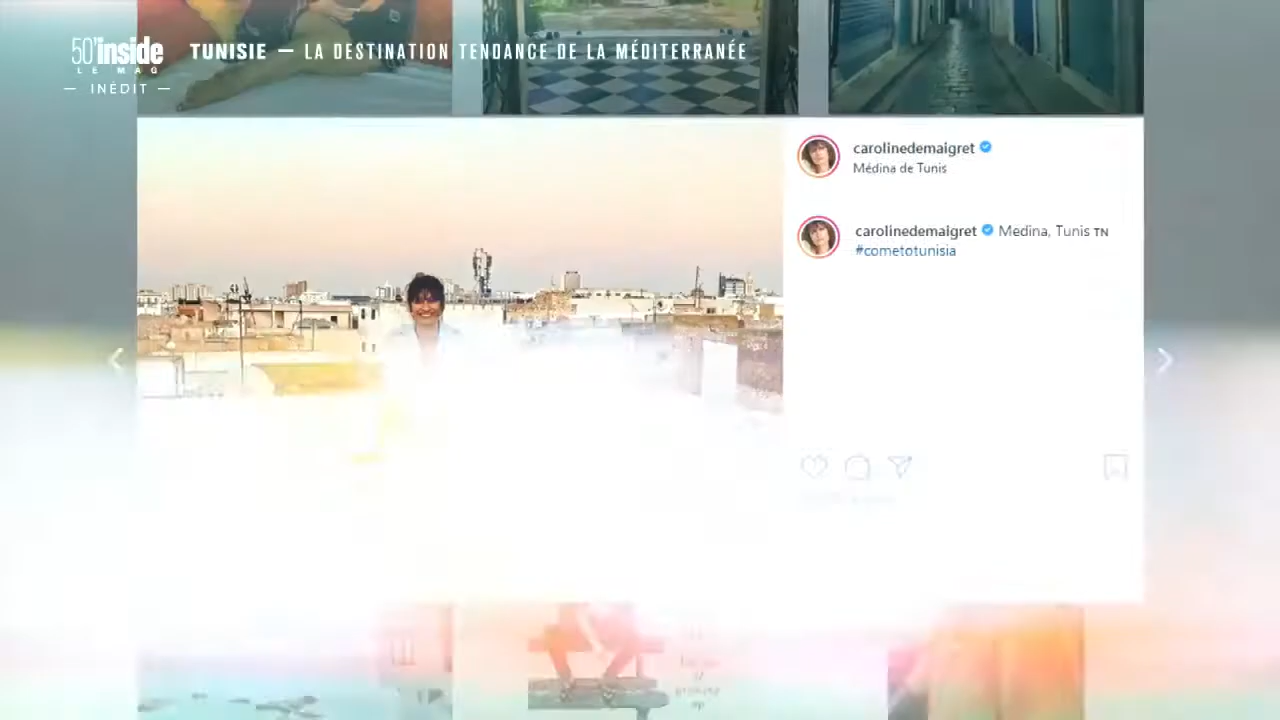 50'inside
LE MAG
— INÉDIT —
TUNISIE — LA DESTINATION TENDANCE DE LA MÉDITERRANÉE
carolinedemaigret
Médina de Tunis
carolinedemaigret Medina, Tunis TN
#cometotunisia